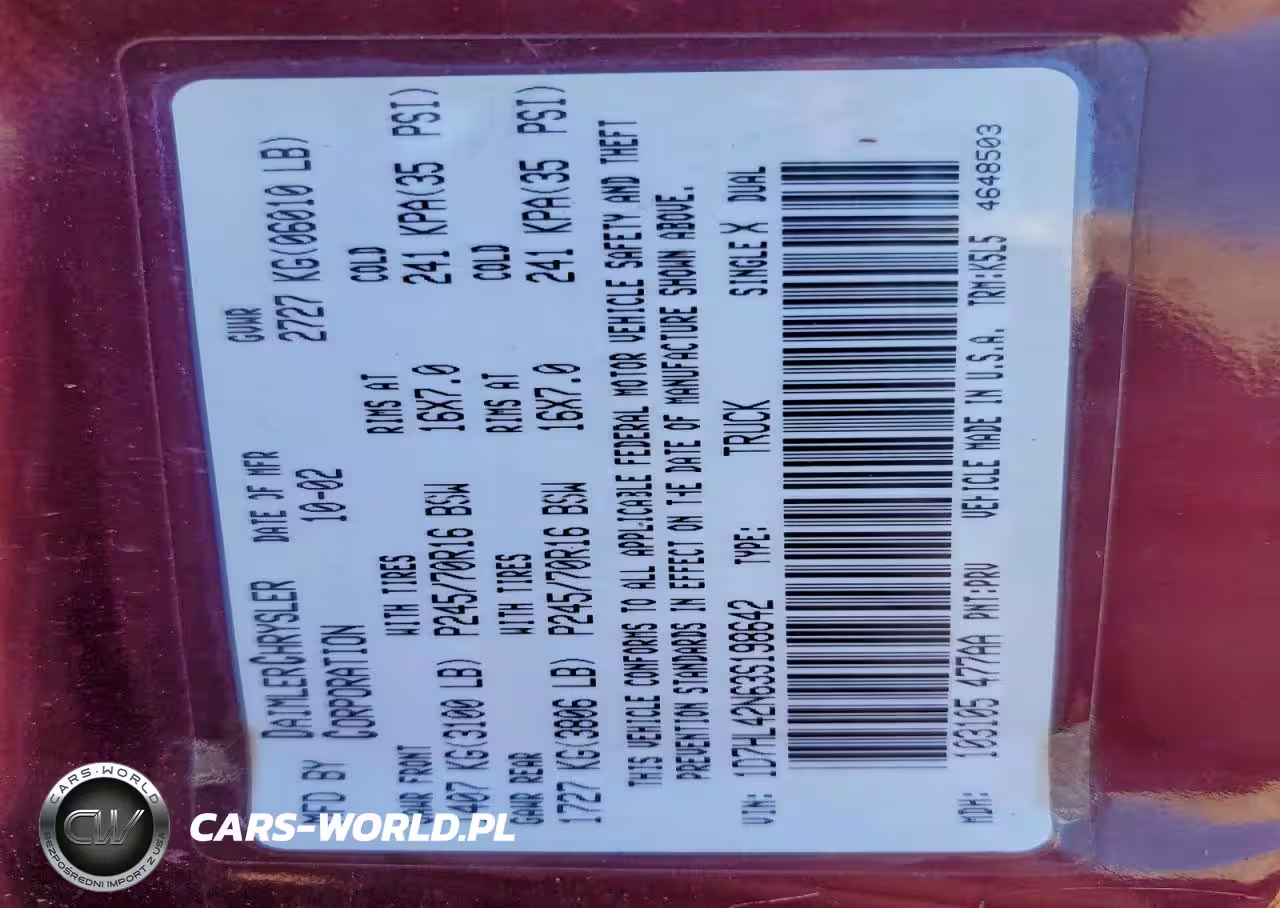 MFD BY DAIMLERCHRYSLER CORPORATION
DATE OF MFR
10-02
GVWR
2727 KG(06010 LB)
GAWR FRONT WITH TIRES RIMS AT COLD
1407 KG(3100 LB) P245/70R16 BSW 16X7.0 241 KPA(35 PSI)
GAWR REAR WITH TIRES RIMS AT COLD
1727 KG(3806 LB) P245/70R16 BSW 16X7.0 241 KPA(35 PSI)
THIS VEHICLE CONFORMS TO ALL APPLICABLE FEDERAL MOTOR VEHICLE SAFETY AND THEFT
PREVENTION STANDARDS IN EFFECT ON THE DATE OF MANUFACTURE SHOWN ABOVE.
VIN: 1D7HL42N63S198642 TYPE: TRUCK SINGLE X DUAL
MDH: 103105 477AA PNT:PRV VEHICLE MADE IN U.S.A. TRM:K5L5 4648503
CARS-WORLD
CW
BEZPOŚREDNI IMPORT Z USA
CARS-WORLD.PL